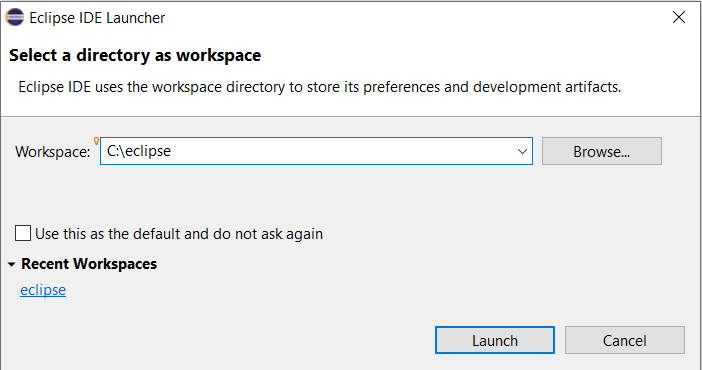 Eclipse IDE Launcher
Select a directory as workspace
Eclipse IDE uses the workspace directory to store its preferences and development artifacts.
Workspace: C:\eclipse Browse...
Use this as the default and do not ask again
Recent Workspaces
eclipse
Launch Cancel